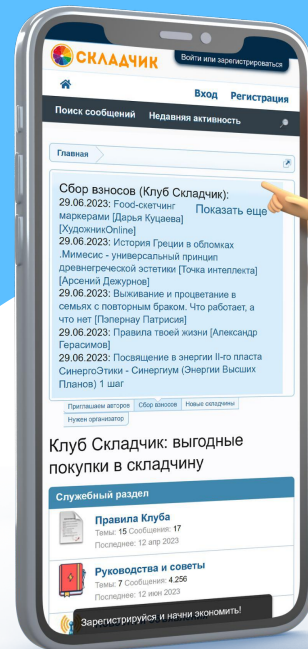 СКЛАДЧИК
Войти или зарегистрироваться
Вход Регистрация
Поиск сообщений Недавняя активность
Главная
Сбор взносов (Клуб Складчик):
29.06.2023: Food-скетчинг
маркерами [Дарья Куцаева]
[ХудожникOnline]
Показать еще
29.06.2023: История Греции в обломках
.Мимесис - универсальный принцип
древнегреческой эстетики [Точка интеллекта]
[Арсений Дежурнов]
29.06.2023: Выживание и процветание в
семьях с повторным браком. Что работает, а
что нет [Пэпернау Патрисия]
29.06.2023: Правила твоей жизни [Александр
Герасимов]
29.06.2023: Посвящение в энергии II-го пласта
СинергоЭтики - Синергиум (Энергии Высших
Планов) 1 шаг
Приглашаем авторов Сбор взносов Новые складчины
Нужен организатор
Клуб Складчик: выгодные
покупки в складчину
Служебный раздел
Правила Клуба
Темы: 15 Сообщения: 17
Последнее: 12 апр 2023
Руководства и советы
Темы: 7 Сообщения: 4.256
Последнее: 12 июн 2023
Зарегистрируйся и начни экономить!